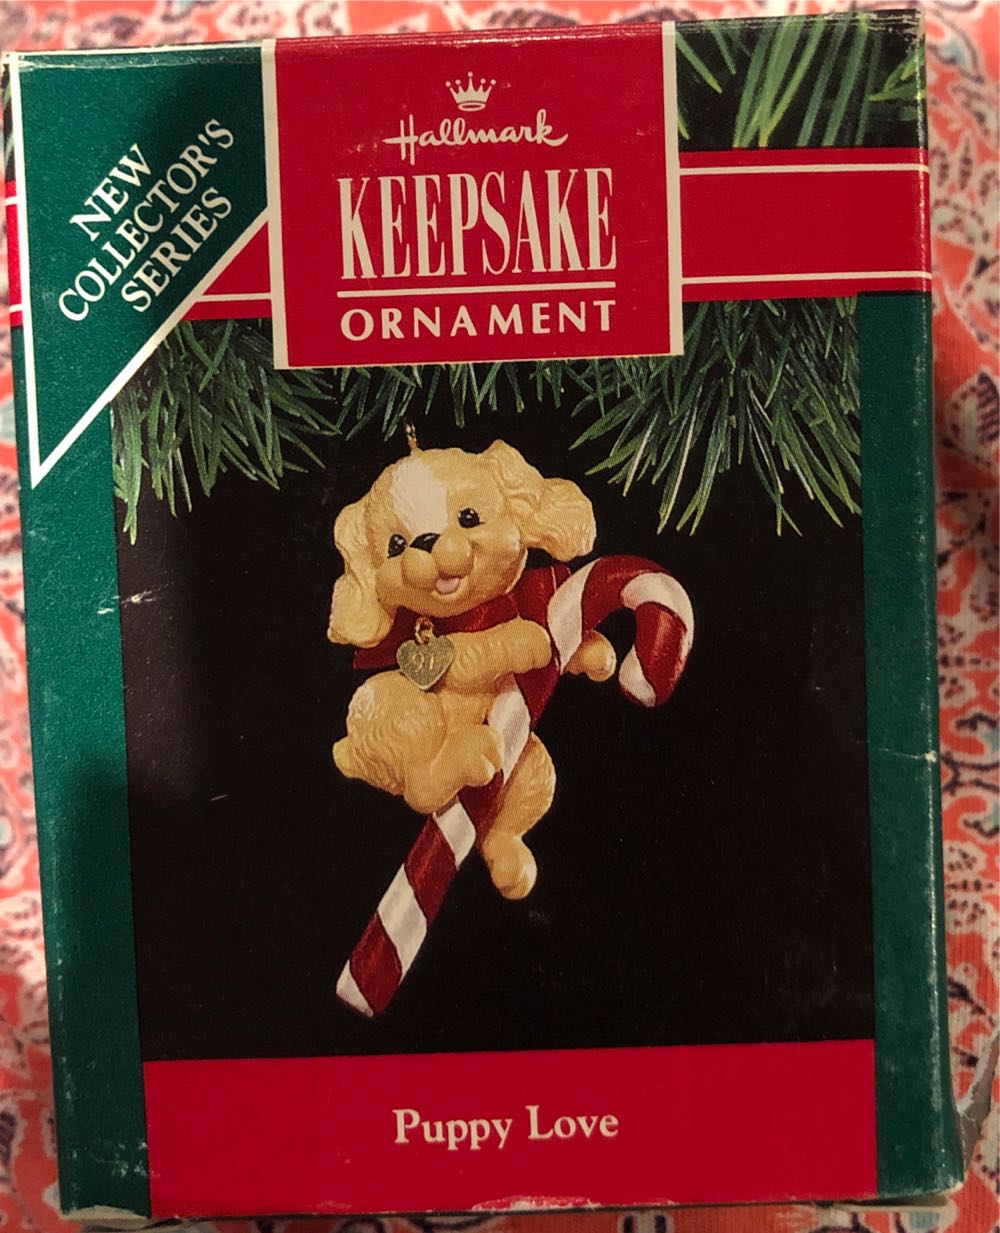 NEW
COLLECTOR'S
SERIES
Hallmark
KEEPSAKE
ORNAMENT
91
Puppy Love